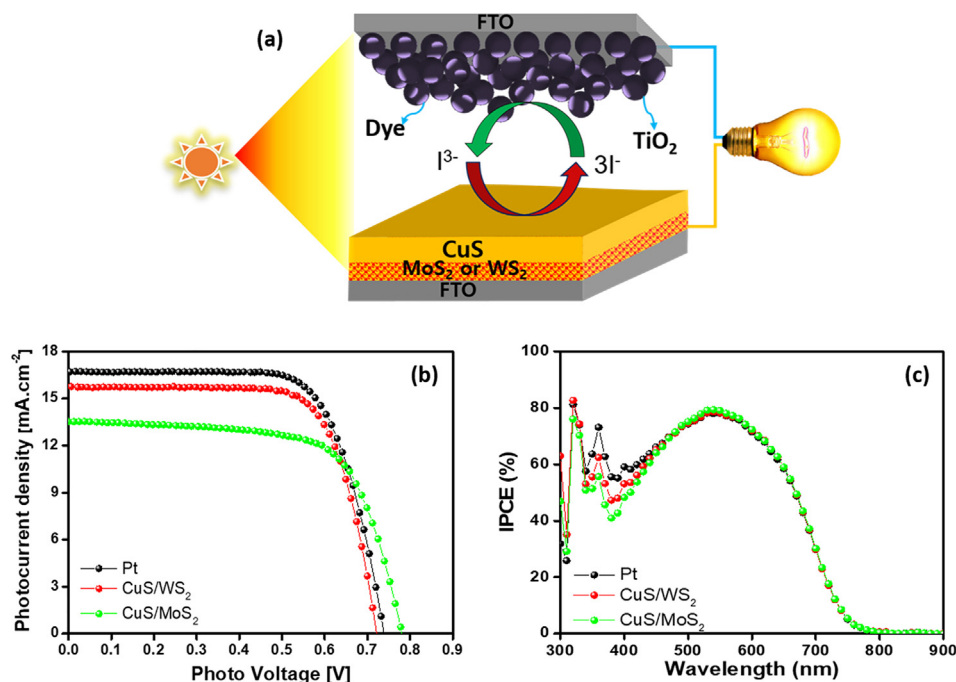 (a)
FTO
Dye
TiO₂
I³⁻
3I⁻
CuS
MoS₂ or WS₂
FTO
(b)
Photocurrent density [mA.cm⁻²]
18
15
12
9
6
3
0
Pt
CuS/WS₂
CuS/MoS₂
0.0 0.1 0.2 0.3 0.4 0.5 0.6 0.7 0.8 0.9
Photo Voltage [V]
(c)
IPCE (%)
100
80
60
40
20
0
Pt
CuS/WS₂
CuS/MoS₂
300 400 500 600 700 800 900
Wavelength (nm)